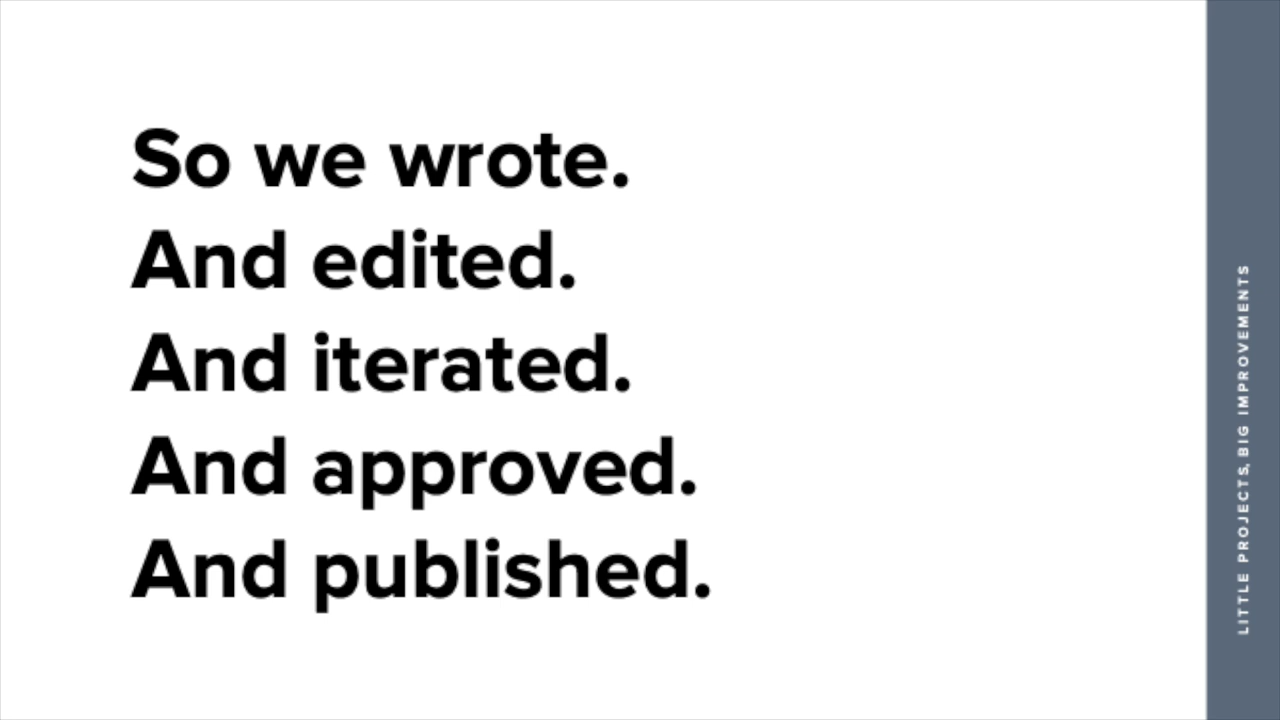 So we wrote.
And edited.
And iterated.
And approved.
And published.
LITTLE PROJECTS, BIG IMPROVEMENTS